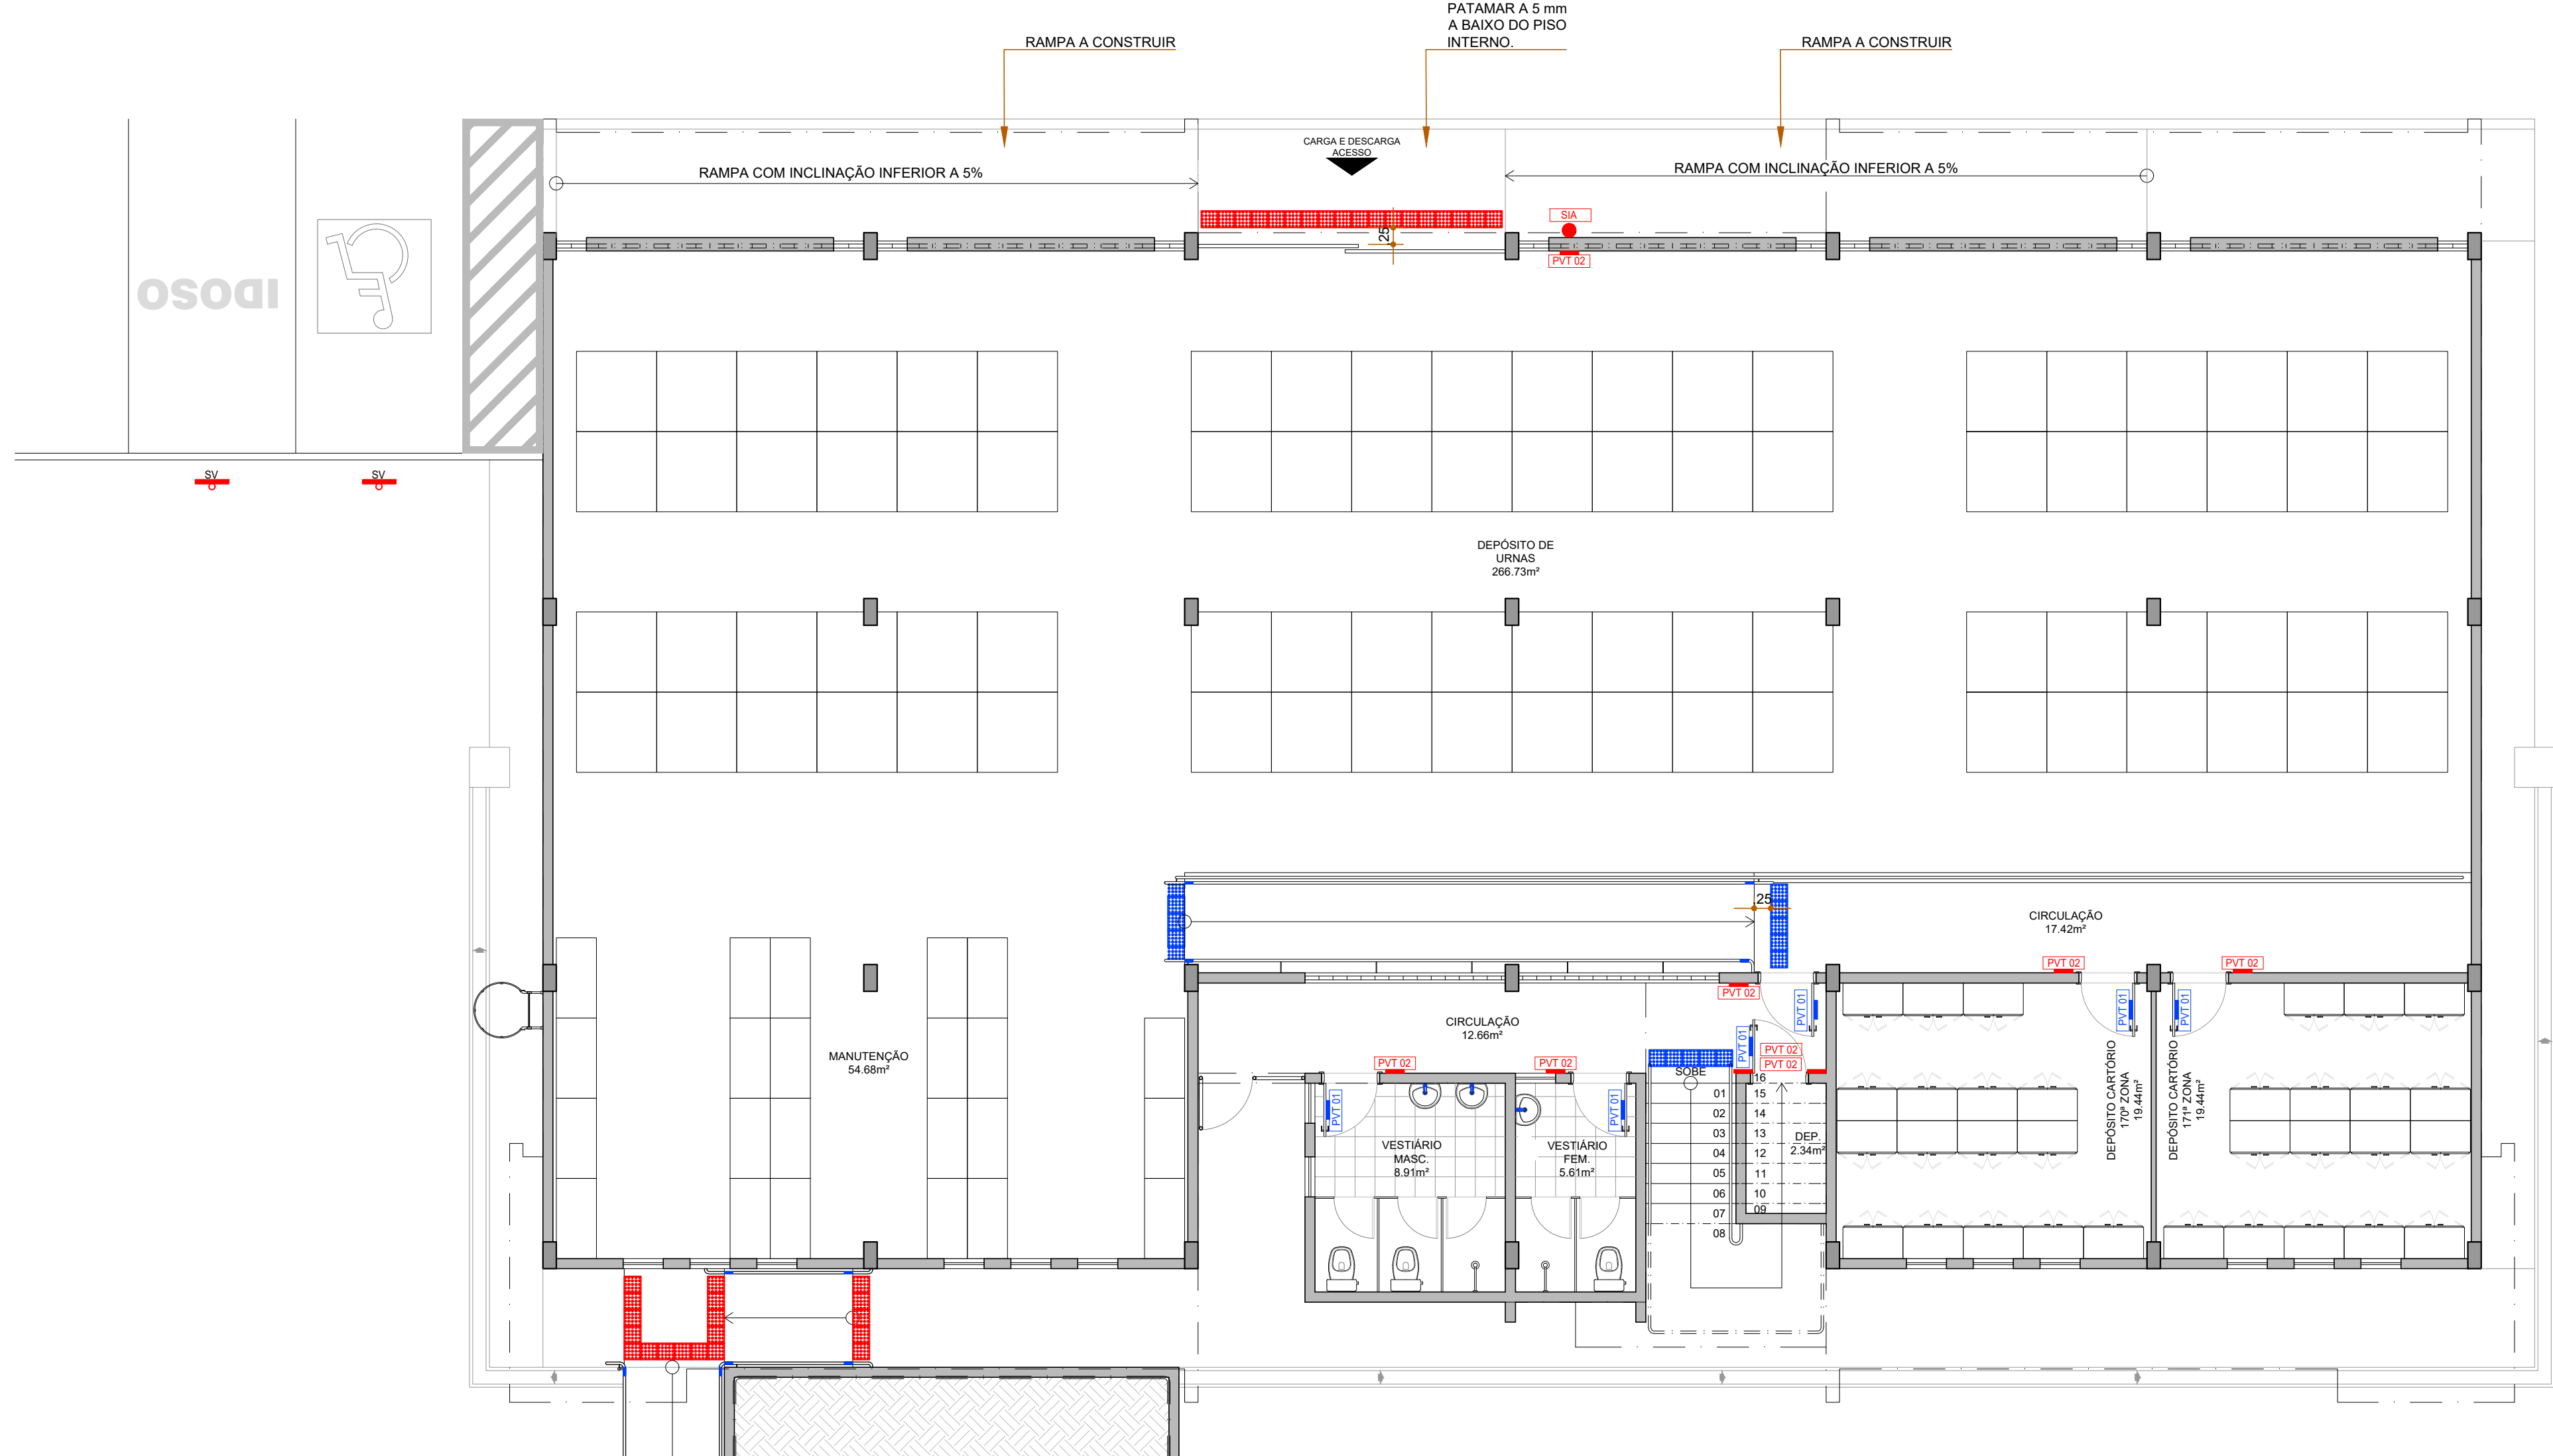 PATAMAR A 5 mm
A BAIXO DO PISO
INTERNO.
RAMPA A CONSTRUIR
RAMPA A CONSTRUIR
CARGA E DESCARGA
ACESSO
RAMPA COM INCLINAÇÃO INFERIOR A 5%
RAMPA COM INCLINAÇÃO INFERIOR A 5%
SIA
.25
PVT 02
IDOSO
SV
SV
DEPÓSITO DE
URNAS
266.73m²
.25
CIRCULAÇÃO
17.42m²
PVT 02
PVT 02
PVT 02
PVT 01
PVT 01
PVT 01
CIRCULAÇÃO
12.66m²
PVT 01
PVT 02
PVT 02
PVT 02
PVT 02
MANUTENÇÃO
54.68m²
SOBE
PVT 01
PVT 01
01
02
03
04
05
06
07
08
16
15
14
13
12
11
10
09
VESTIÁRIO
MASC.
8.91m²
VESTIÁRIO
FEM.
5.61m²
DEP.
2.34m²
DEPÓSITO CARTÓRIO
170ª ZONA
19.44m²
DEPÓSITO CARTÓRIO
171ª ZONA
19.44m²